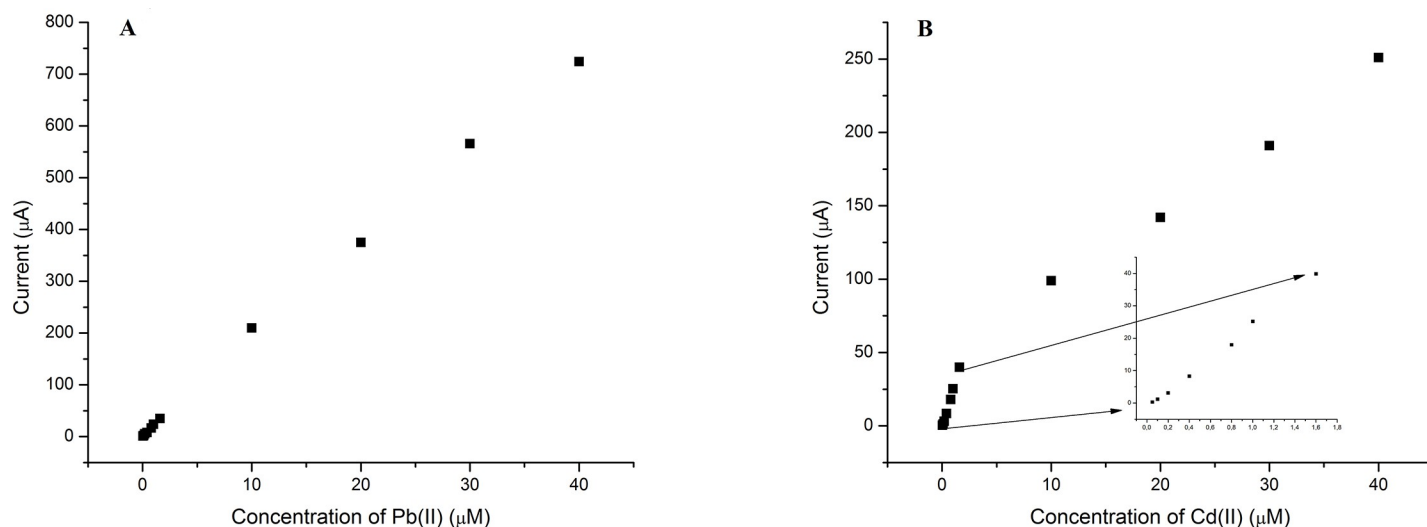 A
800
700
600
500
400
300
200
100
0
Current (μA)
0 10 20 30 40
Concentration of Pb(II) (μM)
B
250
200
150
100
50
0
Current (μA)
40
30
20
10
0
0,0 0,2 0,4 0,6 0,8 1,0 1,2 1,4 1,6 1,8
0 10 20 30 40
Concentration of Cd(II) (μM)